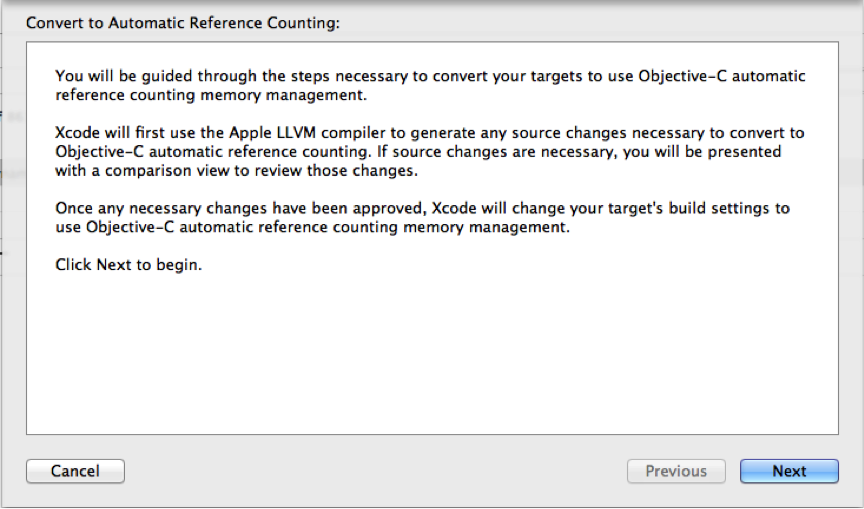 Convert to Automatic Reference Counting:
You will be guided through the steps necessary to convert your targets to use Objective-C automatic
reference counting memory management.
Xcode will first use the Apple LLVM compiler to generate any source changes necessary to convert to
Objective-C automatic reference counting. If source changes are necessary, you will be presented
with a comparison view to review those changes.
Once any necessary changes have been approved, Xcode will change your target's build settings to
use Objective-C automatic reference counting memory management.
Click Next to begin.
Cancel
Previous
Next